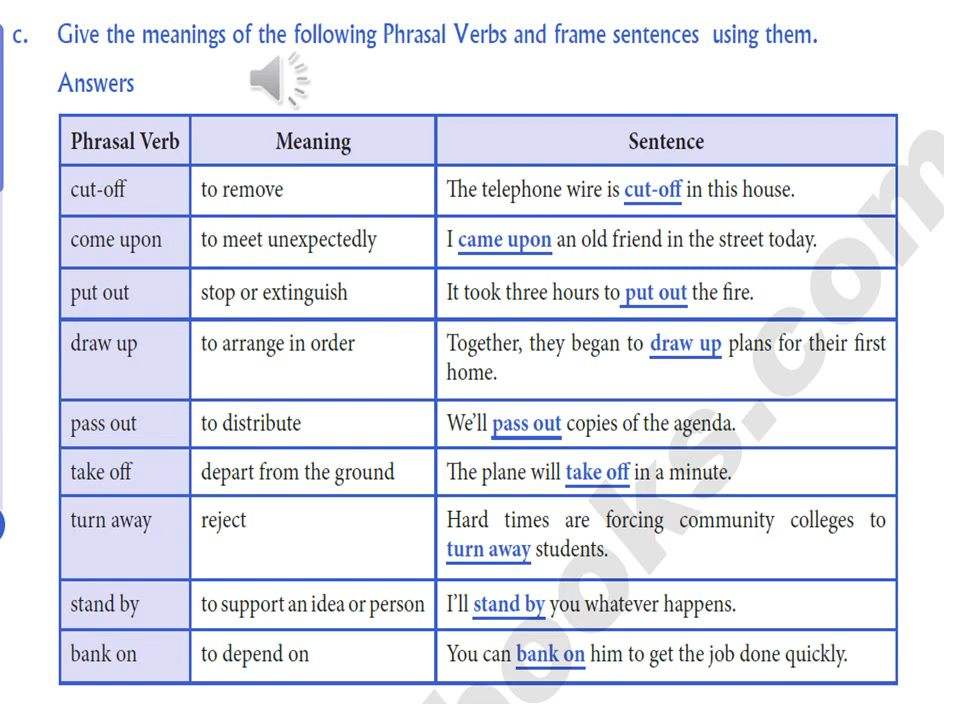 c. Give the meanings of the following Phrasal Verbs and frame sentences using them.
Answers
Phrasal Verb Meaning Sentence
cut-off to remove The telephone wire is cut-off in this house.
come upon to meet unexpectedly I came upon an old friend in the street today.
put out stop or extinguish It took three hours to put out the fire.
draw up to arrange in order Together, they began to draw up plans for their first
home.
pass out to distribute We'll pass out copies of the agenda.
take off depart from the ground The plane will take off in a minute.
turn away reject Hard times are forcing community colleges to
turn away students.
stand by to support an idea or person I'll stand by you whatever happens.
bank on to depend on You can bank on him to get the job done quickly.
hooks.com